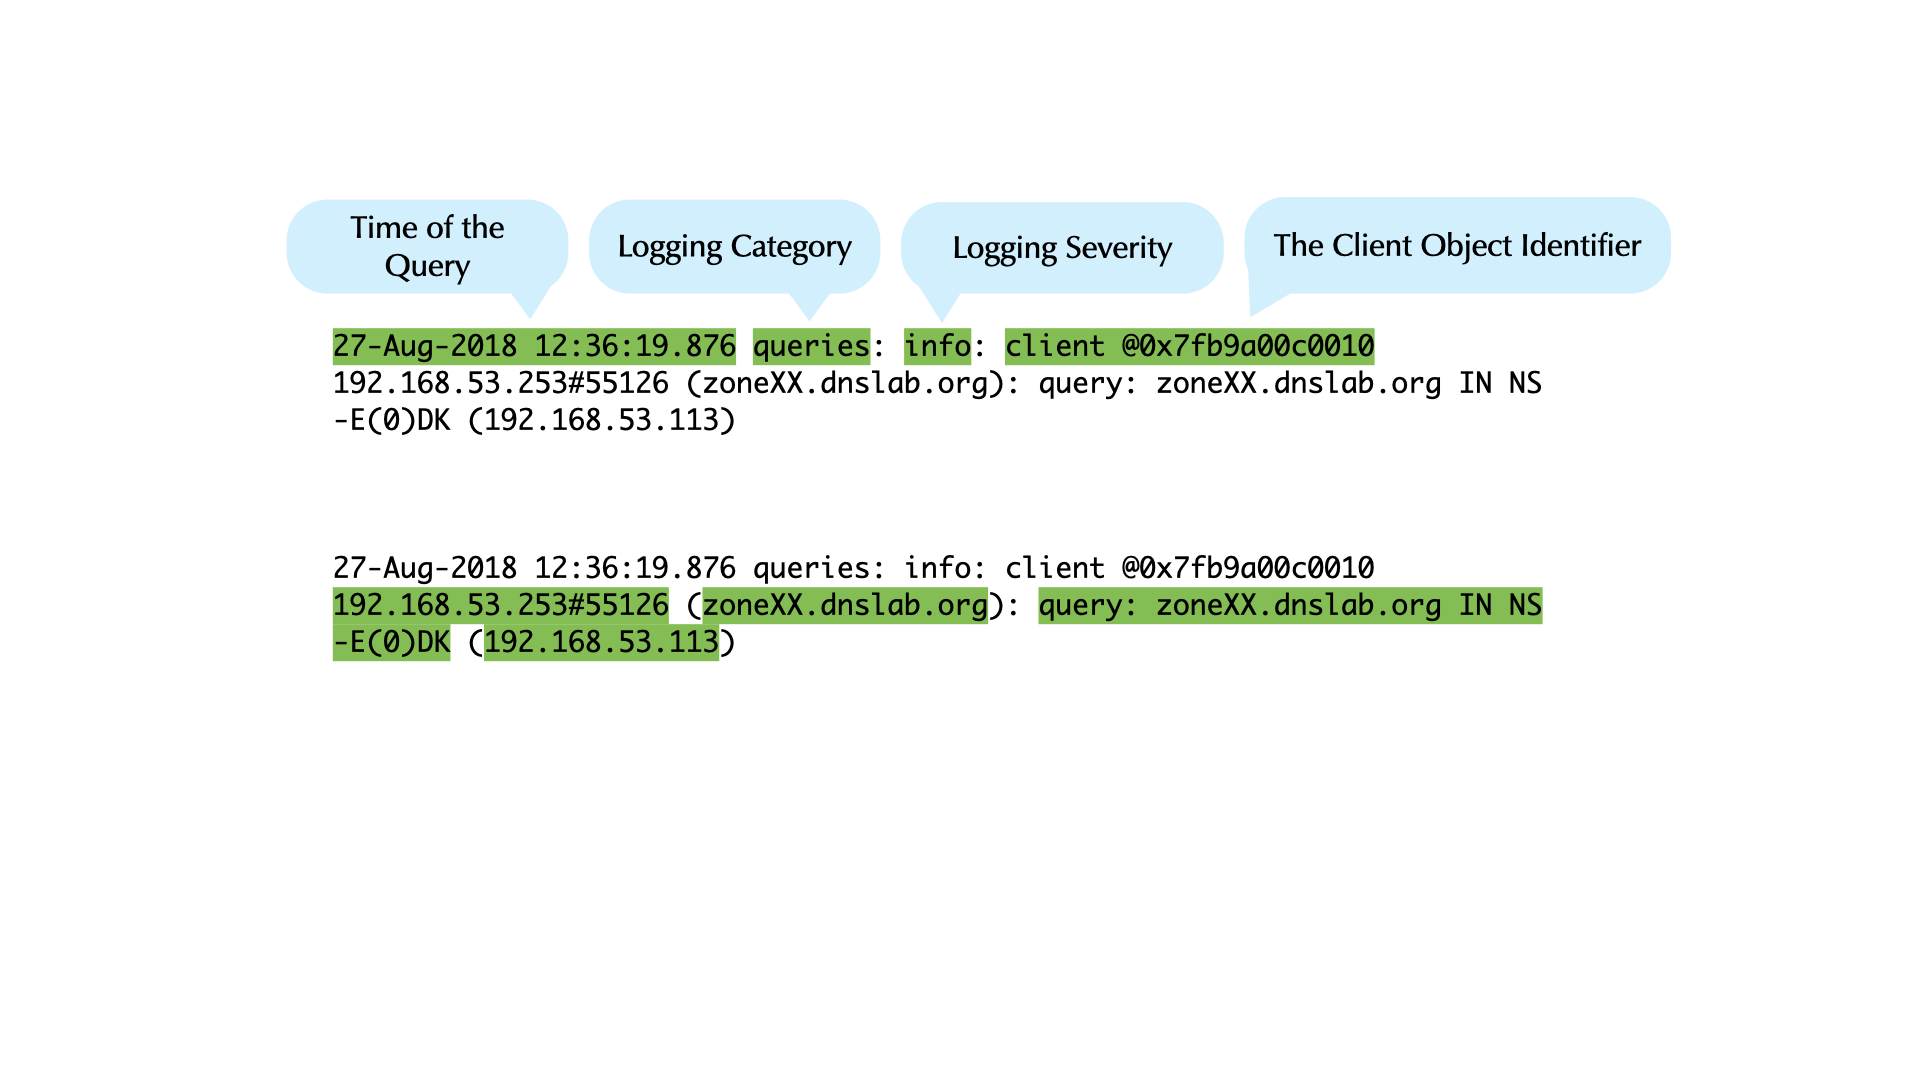 Time of the
Query
Logging Category
Logging Severity
The Client Object Identifier
27-Aug-2018 12:36:19.876 queries: info: client @0x7fb9a00c0010
192.168.53.253#55126 (zoneXX.dnslab.org): query: zoneXX.dnslab.org IN NS
-E(0)DK (192.168.53.113)
27-Aug-2018 12:36:19.876 queries: info: client @0x7fb9a00c0010
192.168.53.253#55126 (zoneXX.dnslab.org): query: zoneXX.dnslab.org IN NS
-E(0)DK (192.168.53.113)